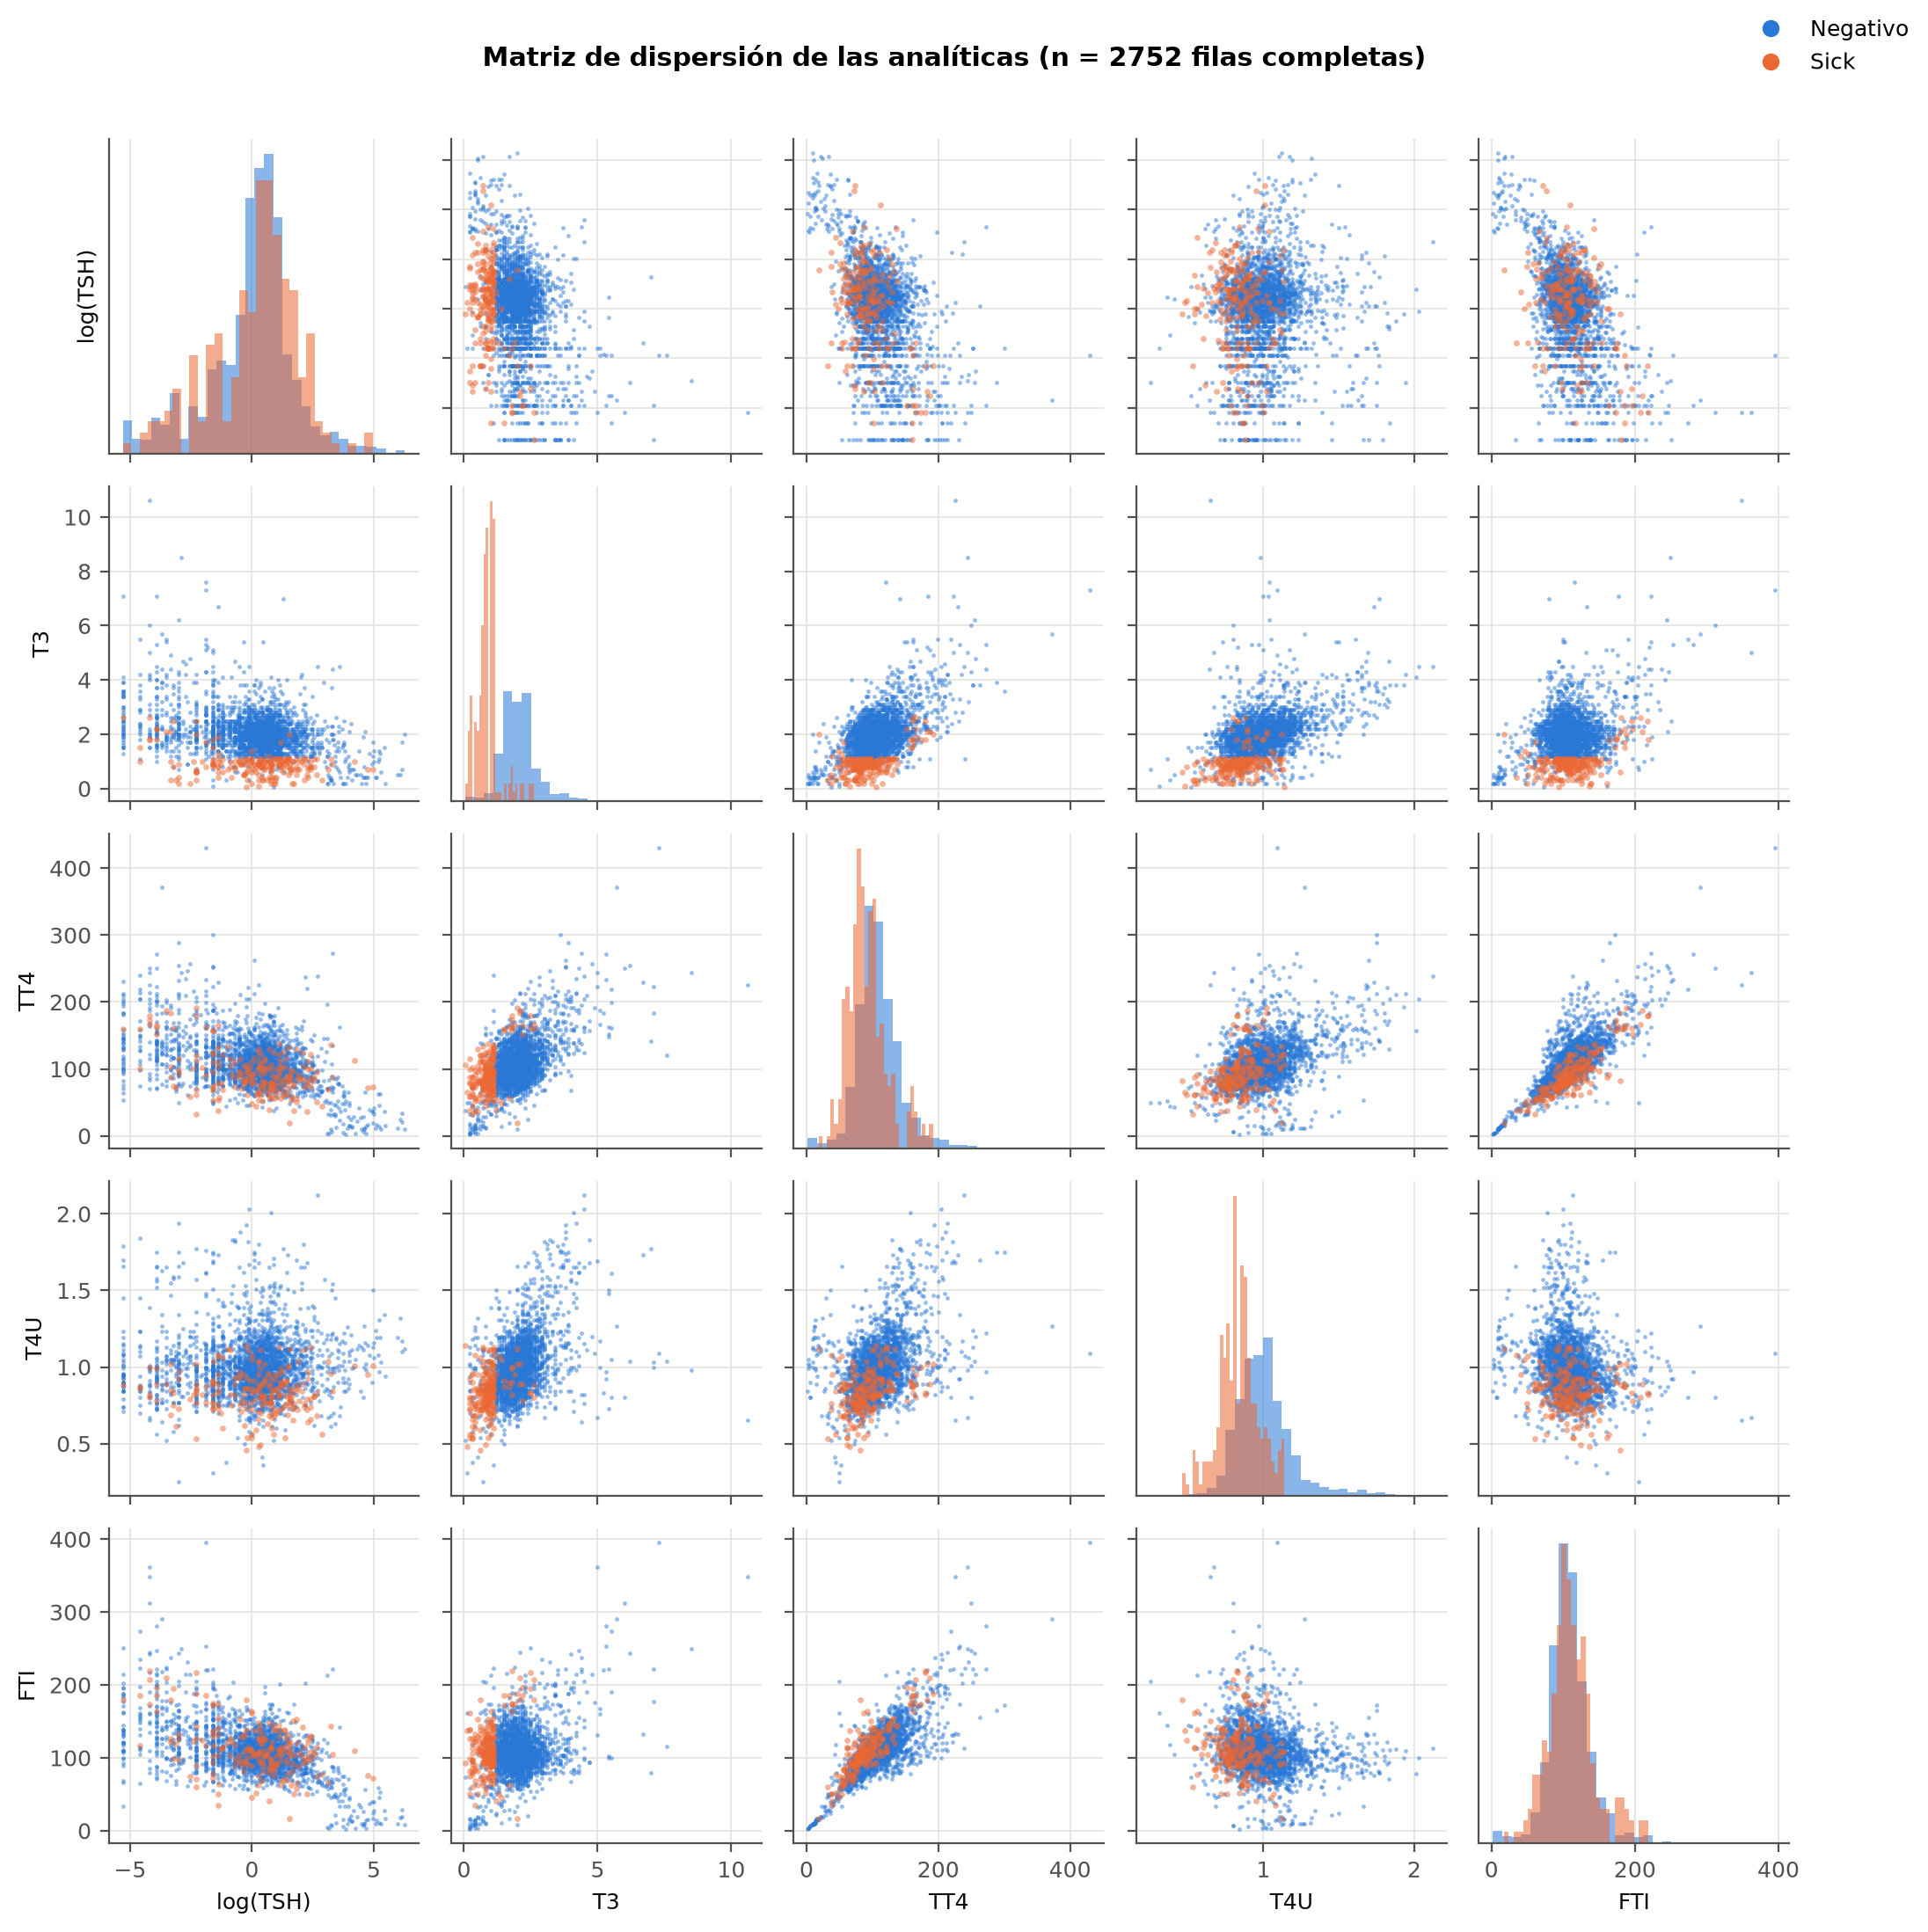 Matriz de dispersión de las analíticas (n = 2752 filas completas)
Negativo
Sick
log(TSH)
10
8
6
4
2
0
T3
400
300
200
100
0
TT4
2.0
1.5
1.0
0.5
T4U
400
300
200
100
0
FTI
−5 0 5
0 5 10
0 200 400
1 2
0 200 400
log(TSH)
T3
TT4
T4U
FTI